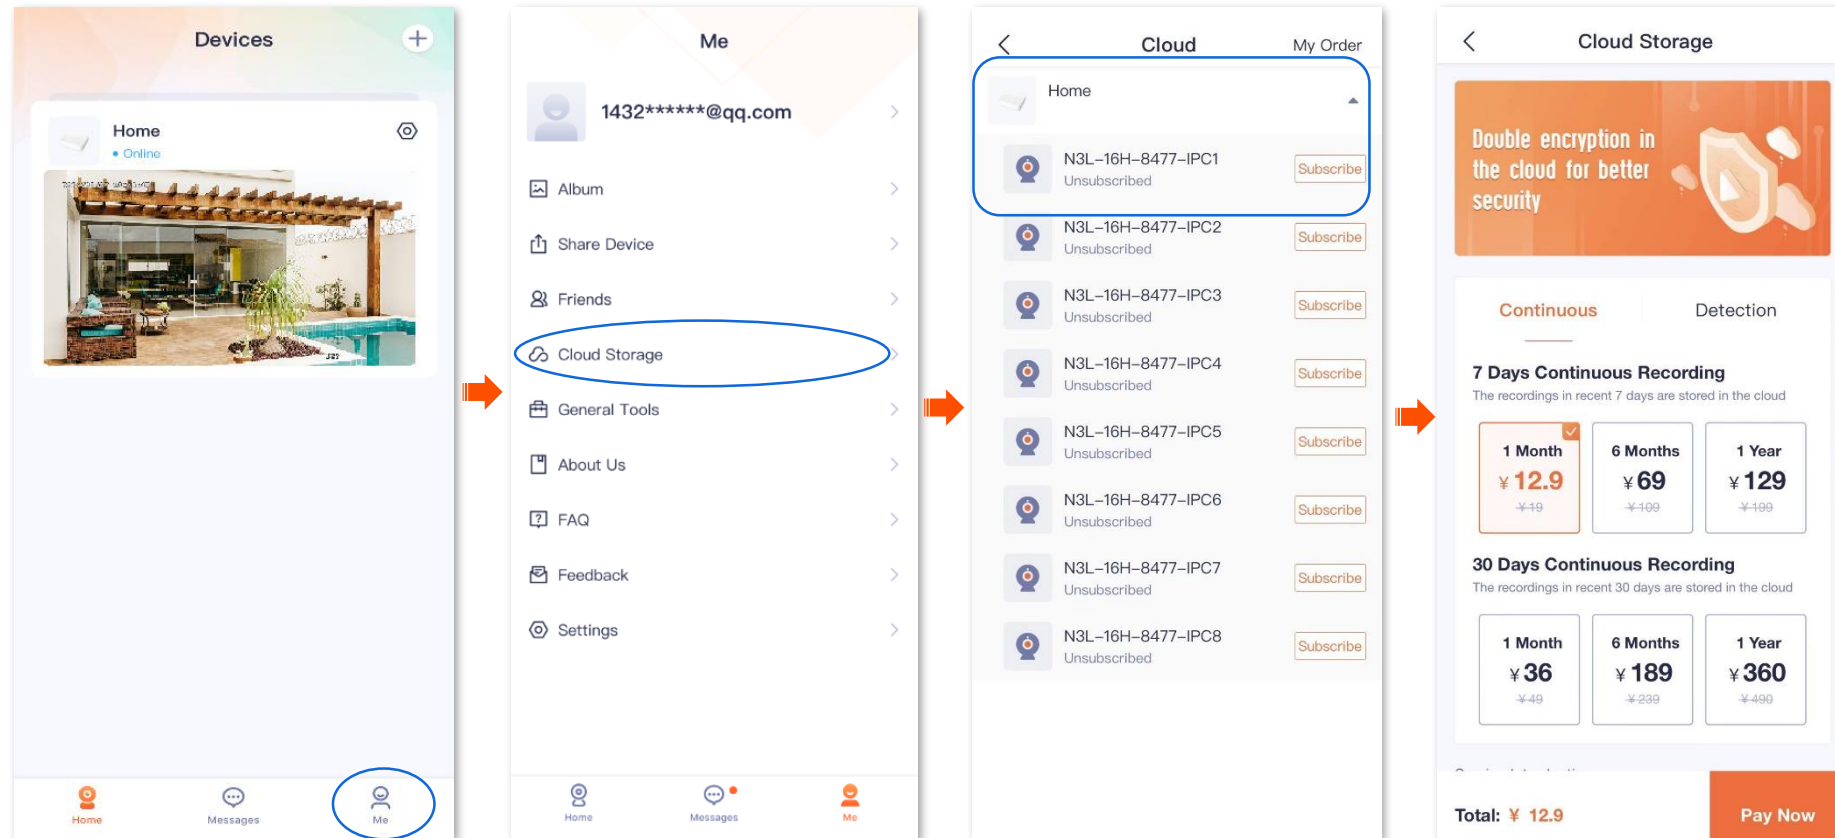 Devices
Home
• Online
Home
Messages
Me
Me
1432******@qq.com
Album
Share Device
Friends
Cloud Storage
General Tools
About Us
FAQ
Feedback
Settings
Home
Messages
Me
Cloud
My Order
Home
N3L-16H-8477-IPC1
Unsubscribed
Subscribe
N3L-16H-8477-IPC2
Unsubscribed
Subscribe
N3L-16H-8477-IPC3
Unsubscribed
Subscribe
N3L-16H-8477-IPC4
Unsubscribed
Subscribe
N3L-16H-8477-IPC5
Unsubscribed
Subscribe
N3L-16H-8477-IPC6
Unsubscribed
Subscribe
N3L-16H-8477-IPC7
Unsubscribed
Subscribe
N3L-16H-8477-IPC8
Unsubscribed
Subscribe
Cloud Storage
Double encryption in
the cloud for better
security
Continuous
Detection
7 Days Continuous Recording
The recordings in recent 7 days are stored in the cloud
1 Month
¥ 12.9
¥ 19
6 Months
¥ 69
¥ 109
1 Year
¥ 129
¥ 199
30 Days Continuous Recording
The recordings in recent 30 days are stored in the cloud
1 Month
¥ 36
¥ 49
6 Months
¥ 189
¥ 239
1 Year
¥ 360
¥ 490
Total: ¥ 12.9
Pay Now